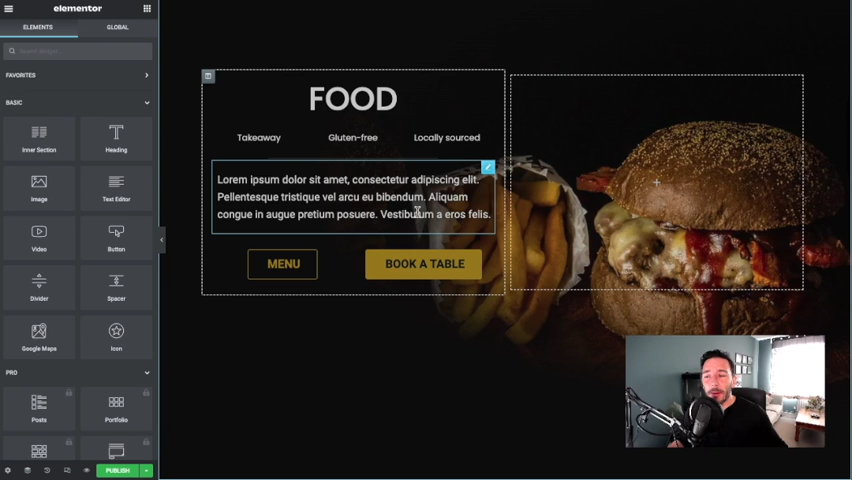 elementor
ELEMENTS
GLOBAL
Search Widget...
FAVORITES
BASIC
Inner Section
Heading
Image
Text Editor
Video
Button
Divider
Spacer
Google Maps
Icon
PRO
Posts
Portfolio
PUBLISH
FOOD
Takeaway Gluten-free Locally sourced
Lorem ipsum dolor sit amet, consectetur adipiscing elit.
Pellentesque tristique vel arcu eu bibendum. Aliquam
congue in augue pretium posuere. Vestibulum a eros felis.
MENU
BOOK A TABLE